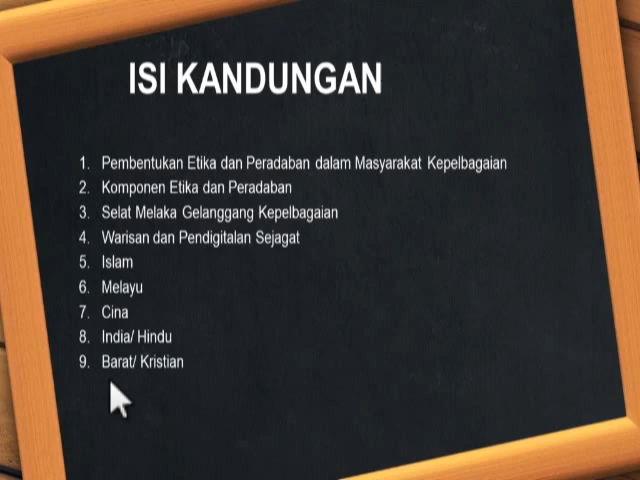 ISI KANDUNGAN
1. Pembentukan Etika dan Peradaban dalam Masyarakat Kepelbagaian
2. Komponen Etika dan Peradaban
3. Selat Melaka Gelanggang Kepelbagaian
4. Warisan dan Pendigitalan Sejagat
5. Islam
6. Melayu
7. Cina
8. India/ Hindu
9. Barat/ Kristian